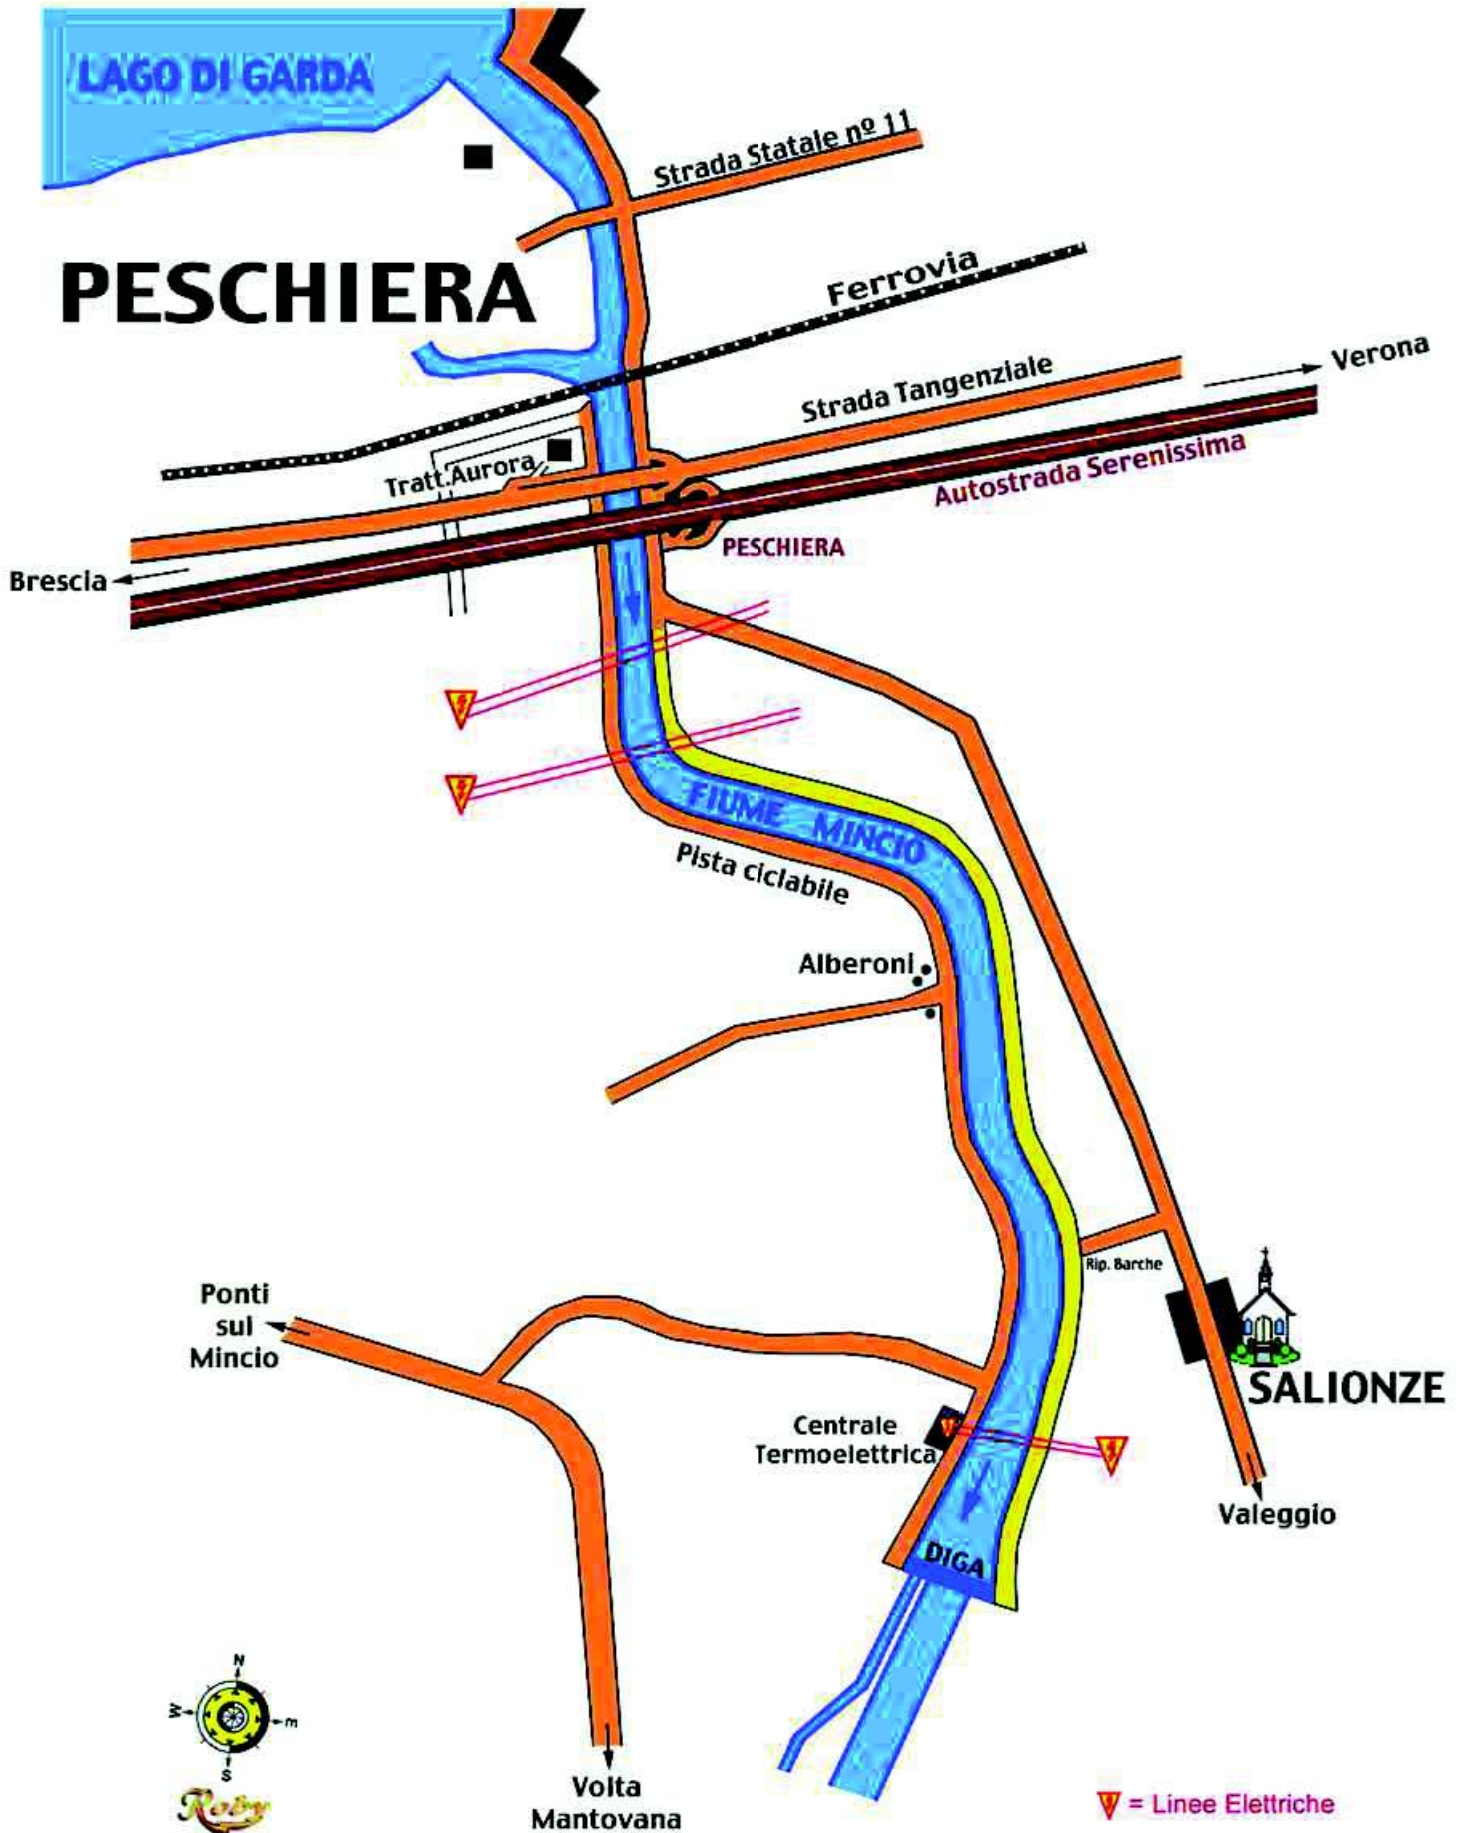 LAGO DI GARDA
Strada Statale nº 11
PESCHIERA
Ferrovia
Verona
Strada Tangenziale
Autostrada Serenissima
Tratt. Aurora
PESCHIERA
Brescia
FIUME MINCIO
Pista ciclabile
Alberoni
Rip. Barche
Ponti
sul
Mincio
SALIONZE
Centrale
Termoelettrica
Valeggio
DIGA
N
W
E
S
Roby
Volta
Mantovana
= Linee Elettriche